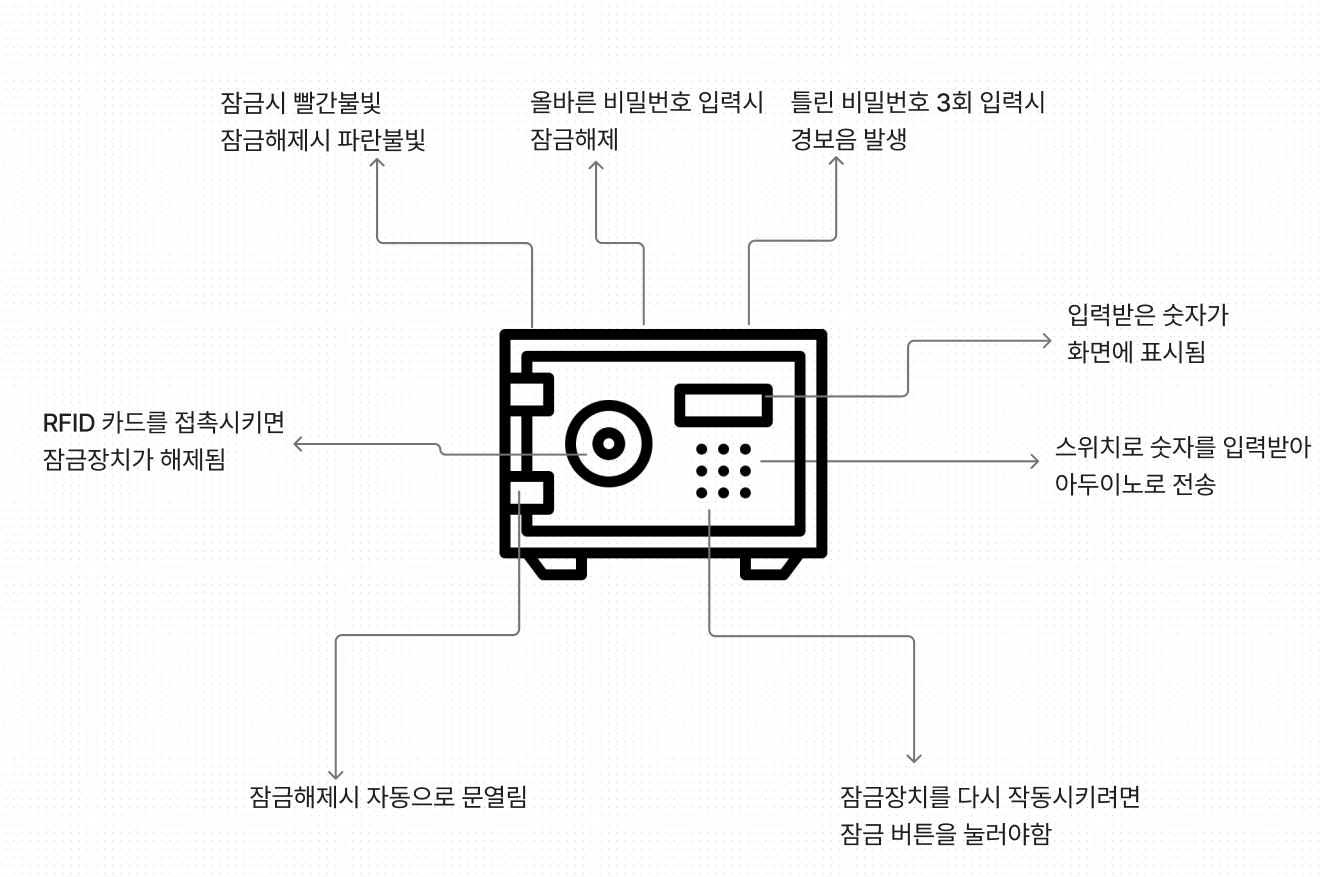 잠금시 빨간불빛
잠금해제시 파란불빛
올바른 비밀번호 입력시
잠금해제
틀린 비밀번호 3회 입력시
경보음 발생
입력받은 숫자가
화면에 표시됨
RFID 카드를 접촉시키면
잠금장치가 해제됨
스위치로 숫자를 입력받아
아두이노로 전송
잠금해제시 자동으로 문열림
잠금장치를 다시 작동시키려면
잠금 버튼을 눌러야함